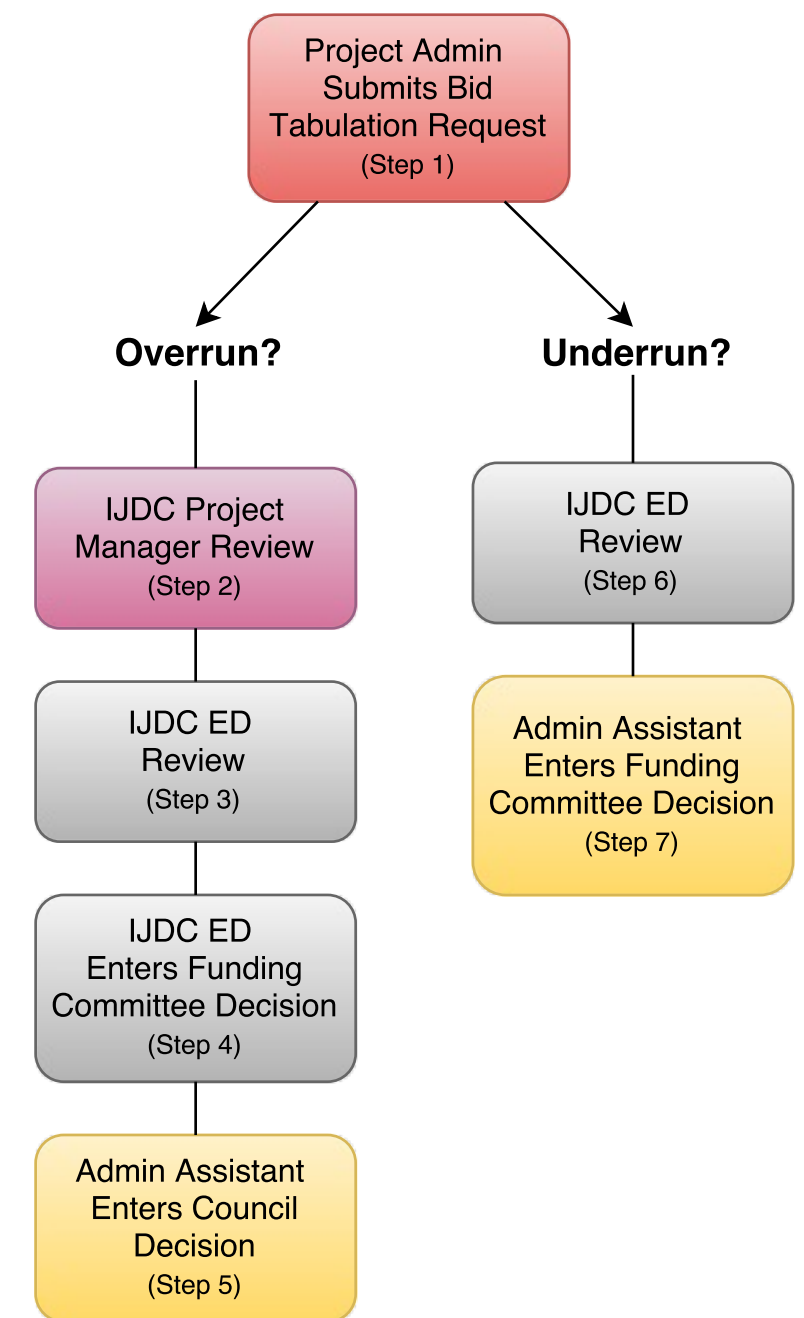 Project Admin
Submits Bid
Tabulation Request
(Step 1)
Overrun?
IJDC Project
Manager Review
(Step 2)
IJDC ED
Review
(Step 3)
IJDC ED
Enters Funding
Committee Decision
(Step 4)
Admin Assistant
Enters Council
Decision
(Step 5)
Underrun?
IJDC ED
Review
(Step 6)
Admin Assistant
Enters Funding
Committee Decision
(Step 7)